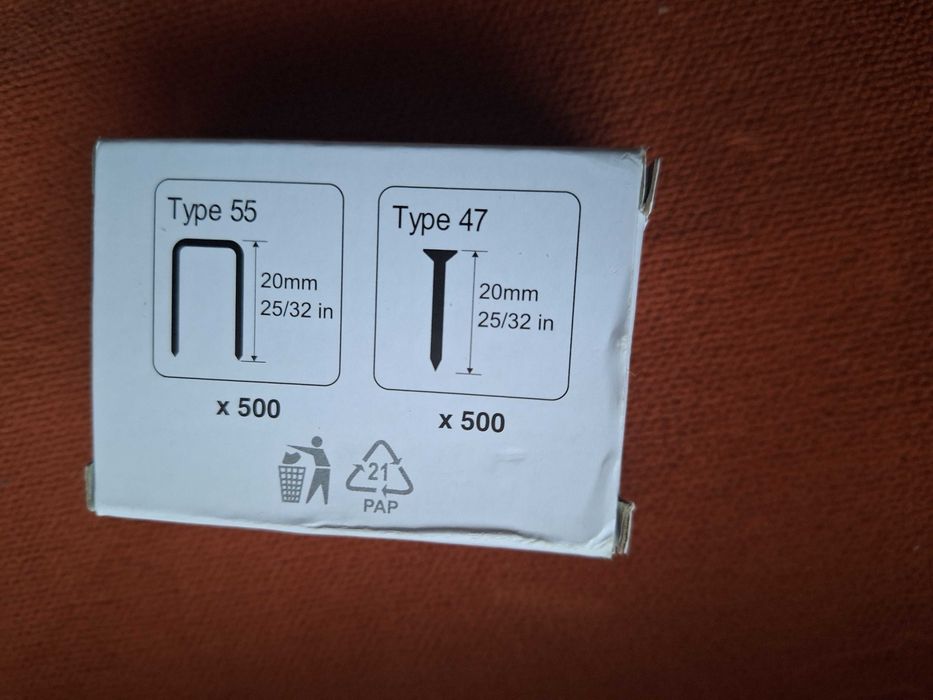 Type 55
20mm
25/32 in
x 500
Type 47
20mm
25/32 in
x 500
21
PAP